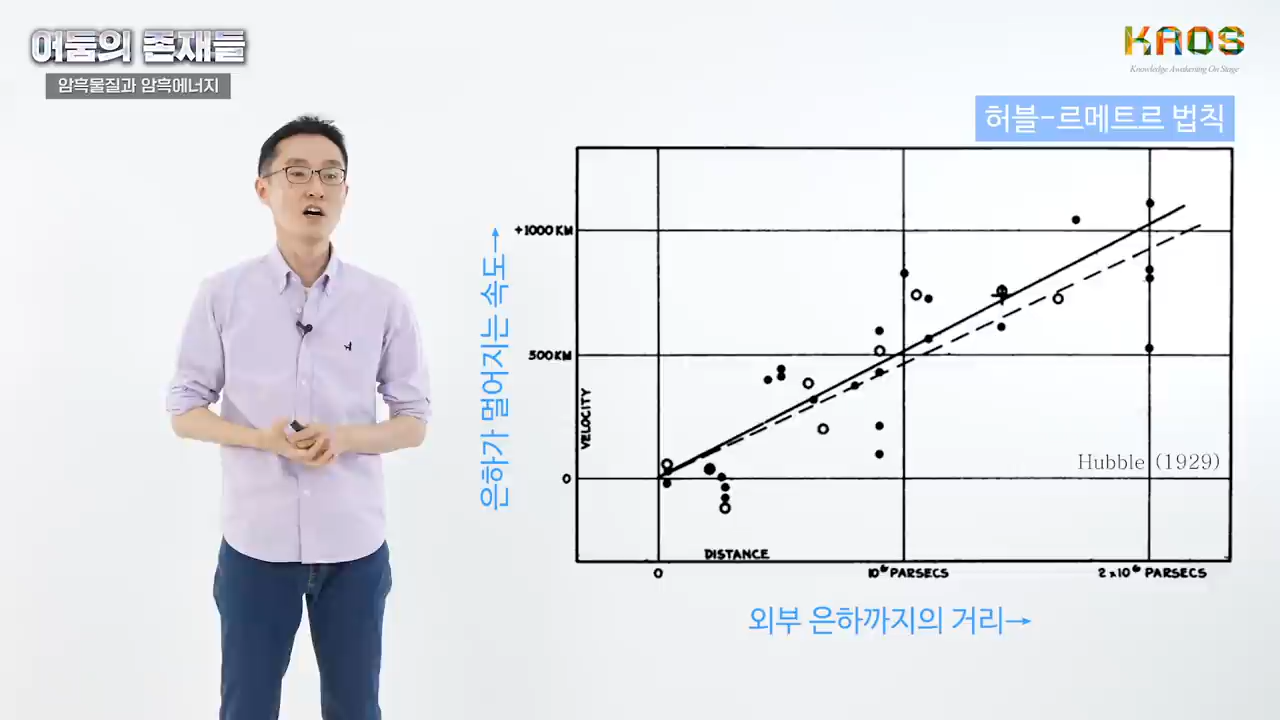 어둠의 존재들
암흑물질과 암흑에너지
KAOS
Knowledge Awakening On Stage
허블-르메트르 법칙
은하가 멀어지는 속도→
+1000 KM
500 KM
0
VELOCITY
Hubble (1929)
DISTANCE
0
10⁶ PARSECS
2 x 10⁶ PARSECS
외부 은하까지의 거리→